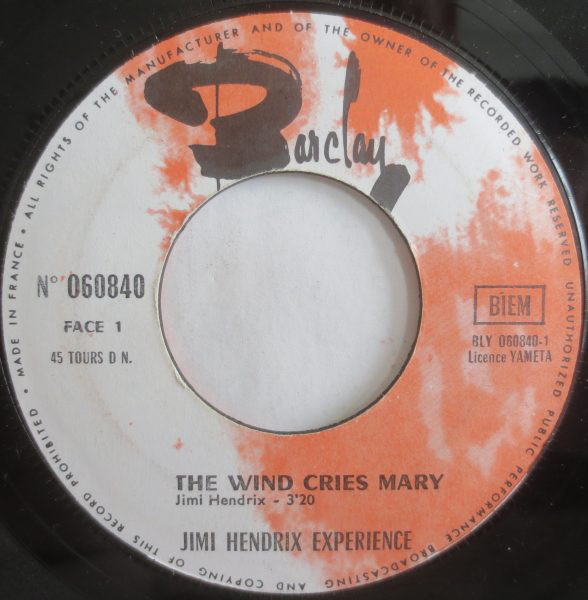 MADE IN FRANCE • ALL RIGHTS OF THE MANUFACTURER AND OF THE OWNER OF THE RECORDED WORK RESERVED UNAUTHORIZED PUBLIC PERFORMANCE BROADCASTING AND COPYING OF THIS RECORD PROHIBITED •
Barclay
N° 060840
FACE 1
45 TOURS D N.
BIEM
BLY 060840-1
Licence YAMETA
THE WIND CRIES MARY
Jimi Hendrix - 3'20
JIMI HENDRIX EXPERIENCE